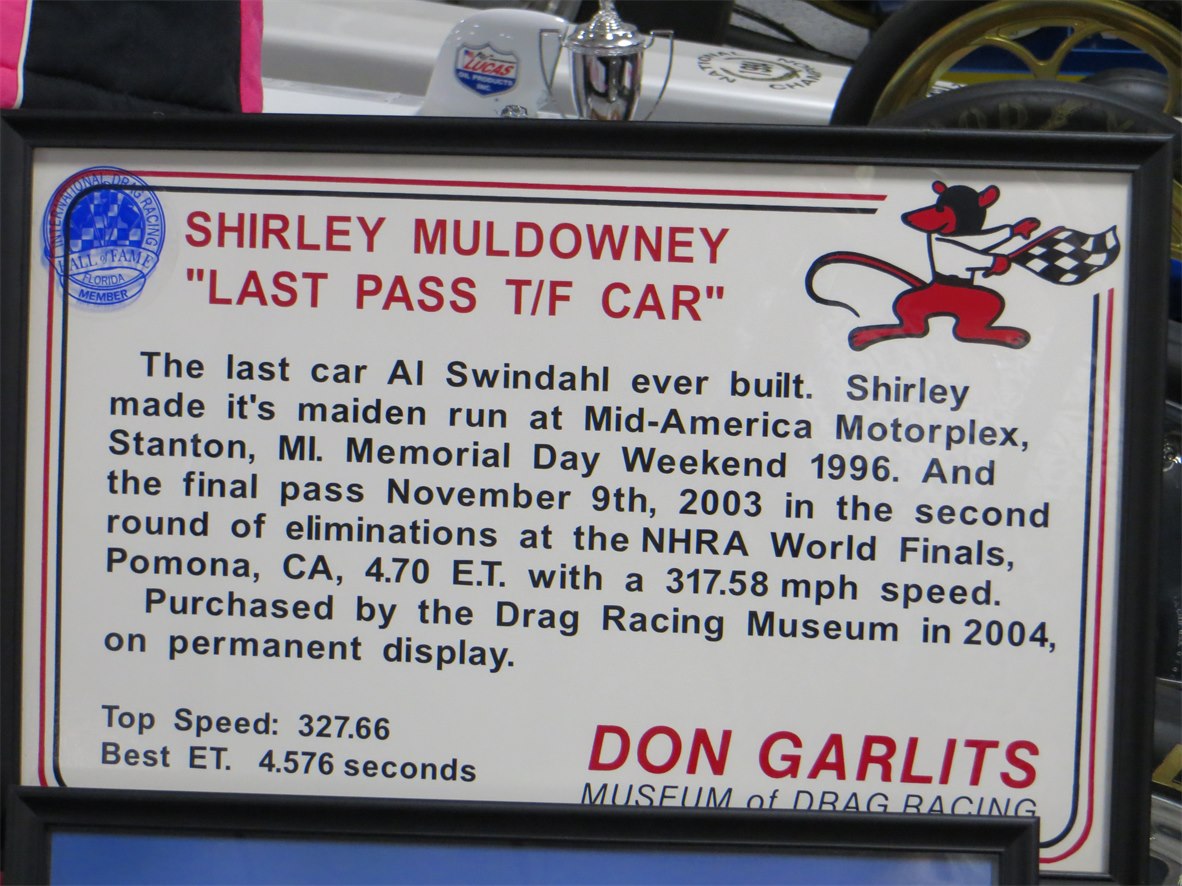 LUCAS
OIL PRODUCTS
INC.
INTERNATIONAL DRAG RACING
HALL of FAME
FLORIDA
MEMBER
SHIRLEY MULDOWNEY
"LAST PASS T/F CAR"
The last car Al Swindahl ever built. Shirley
made it's maiden run at Mid-America Motorplex,
Stanton, MI. Memorial Day Weekend 1996. And
the final pass November 9th, 2003 in the second
round of eliminations at the NHRA World Finals,
Pomona, CA, 4.70 E.T. with a 317.58 mph speed.
Purchased by the Drag Racing Museum in 2004,
on permanent display.
Top Speed: 327.66
Best ET. 4.576 seconds
DON GARLITS
MUSEUM of DRAG RACING